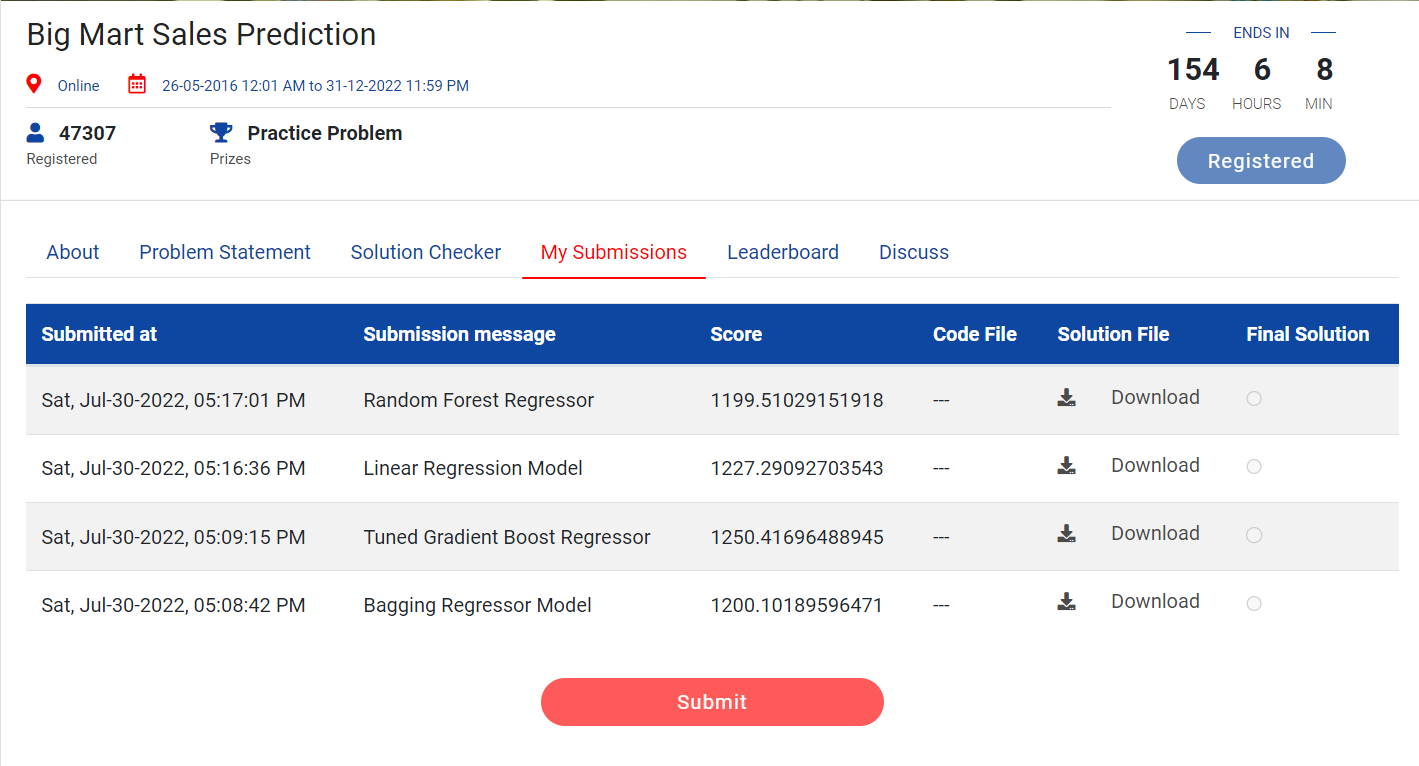 Big Mart Sales Prediction
ENDS IN
Online 26-05-2016 12:01 AM to 31-12-2022 11:59 PM
154 6 8
DAYS HOURS MIN
47307 Practice Problem
Registered Prizes
Registered
About Problem Statement Solution Checker My Submissions Leaderboard Discuss
Submitted at Submission message Score Code File Solution File Final Solution
Sat, Jul-30-2022, 05:17:01 PM Random Forest Regressor 1199.51029151918 --- Download
Sat, Jul-30-2022, 05:16:36 PM Linear Regression Model 1227.29092703543 --- Download
Sat, Jul-30-2022, 05:09:15 PM Tuned Gradient Boost Regressor 1250.41696488945 --- Download
Sat, Jul-30-2022, 05:08:42 PM Bagging Regressor Model 1200.10189596471 --- Download
Submit